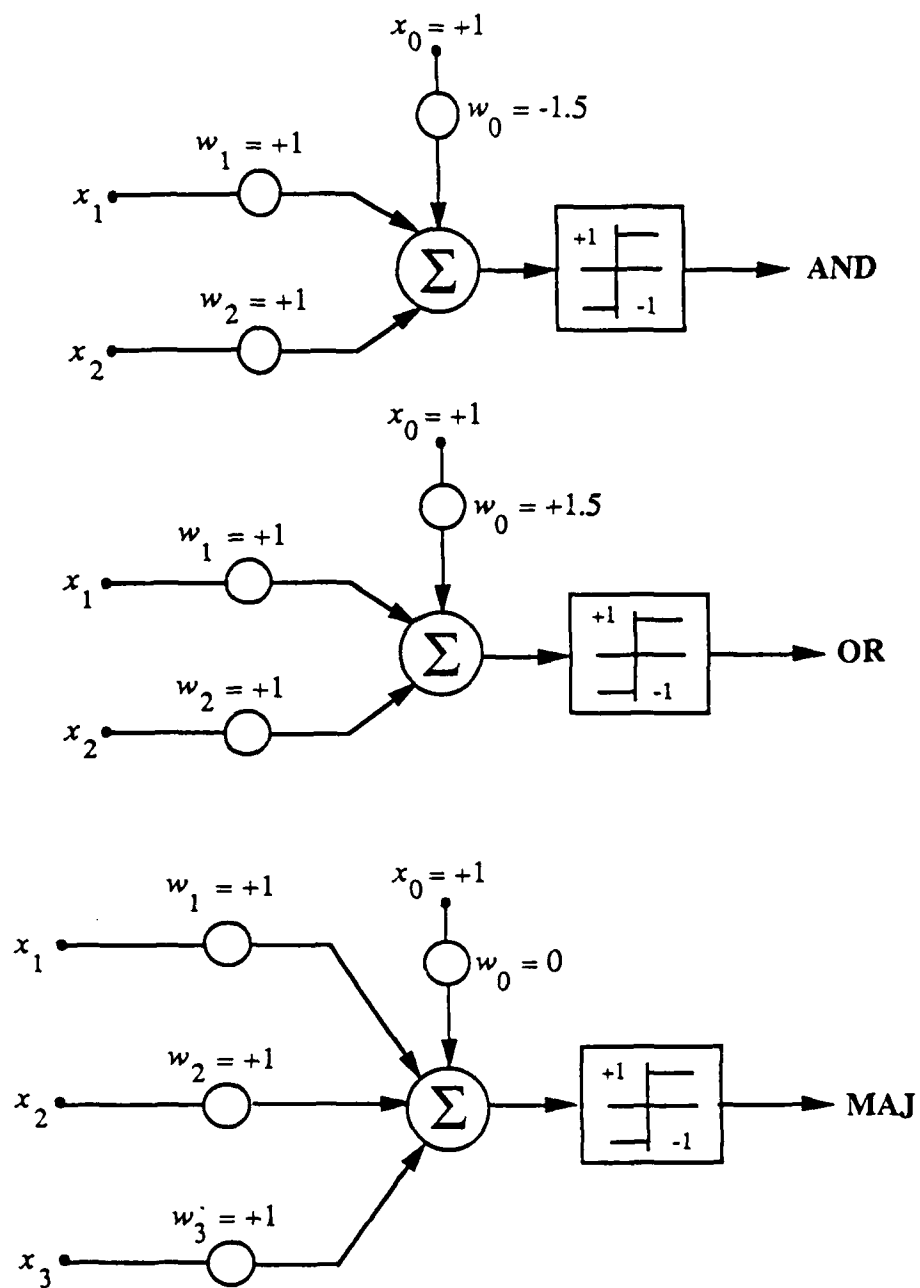 x0 = +1
w0 = -1.5
w1 = +1
x1
Σ
+1
-1
AND
w2 = +1
x2
x0 = +1
w0 = +1.5
w1 = +1
x1
Σ
+1
-1
OR
w2 = +1
x2
w1 = +1
x0 = +1
x1
w0 = 0
w2 = +1
x2
Σ
+1
-1
MAJ
w3 = +1
x3